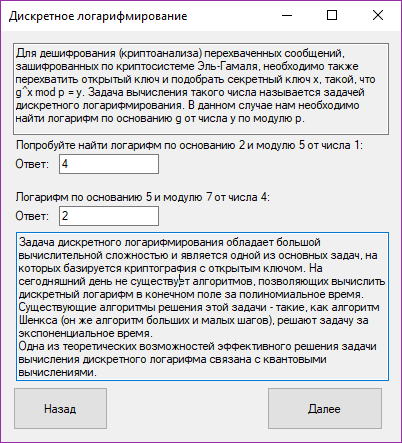 Дискретное логарифмирование
Для дешифрования (криптоанализа) перехваченных сообщений,
зашифрованных по криптосистеме Эль-Гамаля, необходимо также
перехватить открытый ключ и подобрать секретный ключ x, такой, что
g^x mod p = y. Задача вычисления такого числа называется задачей
дискретного логарифмирования. В данном случае нам необходимо
найти логарифм по основанию g от числа y по модулю p.
Попробуйте найти логарифм по основанию 2 и модулю 5 от числа 1:
Ответ: 4
Логарифм по основанию 5 и модулю 7 от числа 4:
Ответ: 2
Задача дискретного логарифмирования обладает большой
вычислительной сложностью и является одной из основных задач, на
которых базируется криптография с открытым ключом. На
сегодняшний день не существует алгоритмов, позволяющих вычислить
дискретный логарифм в конечном поле за полиномиальное время.
Существующие алгоритмы решения этой задачи - такие, как алгоритм
Шенкса (он же алгоритм больших и малых шагов), решают задачу за
экспоненциальное время.
Одна из теоретических возможностей эффективного решения задачи
вычисления дискретного логарифма связана с квантовыми
вычислениями.
Назад Далее